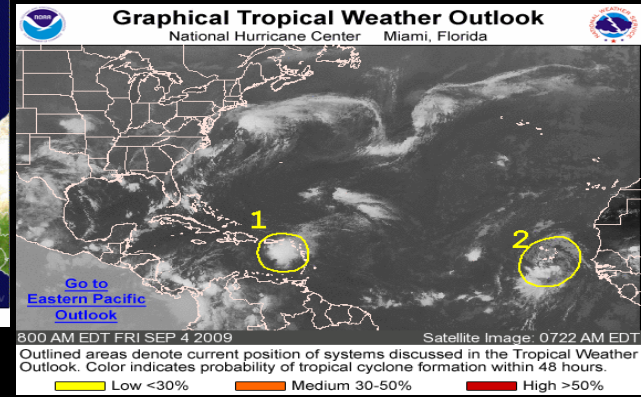 Graphical Tropical Weather Outlook
National Hurricane Center Miami, Florida
NOAA
1
2
Go to
Eastern Pacific
Outlook
800 AM EDT FRI SEP 4 2009 Satellite Image: 0722 AM EDT
Outlined areas denote current position of systems discussed in the Tropical Weather
Outlook. Color indicates probability of tropical cyclone formation within 48 hours.
Low <30% Medium 30-50% High >50%